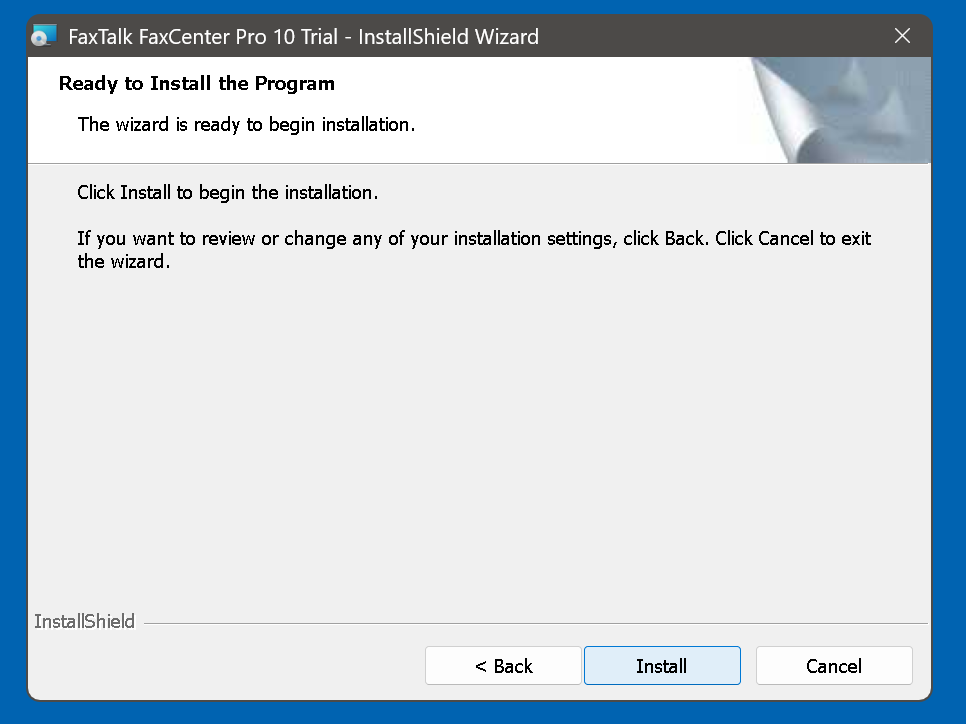 FaxTalk FaxCenter Pro 10 Trial - InstallShield Wizard
Ready to Install the Program
The wizard is ready to begin installation.
Click Install to begin the installation.
If you want to review or change any of your installation settings, click Back. Click Cancel to exit
the wizard.
InstallShield
< Back Install Cancel